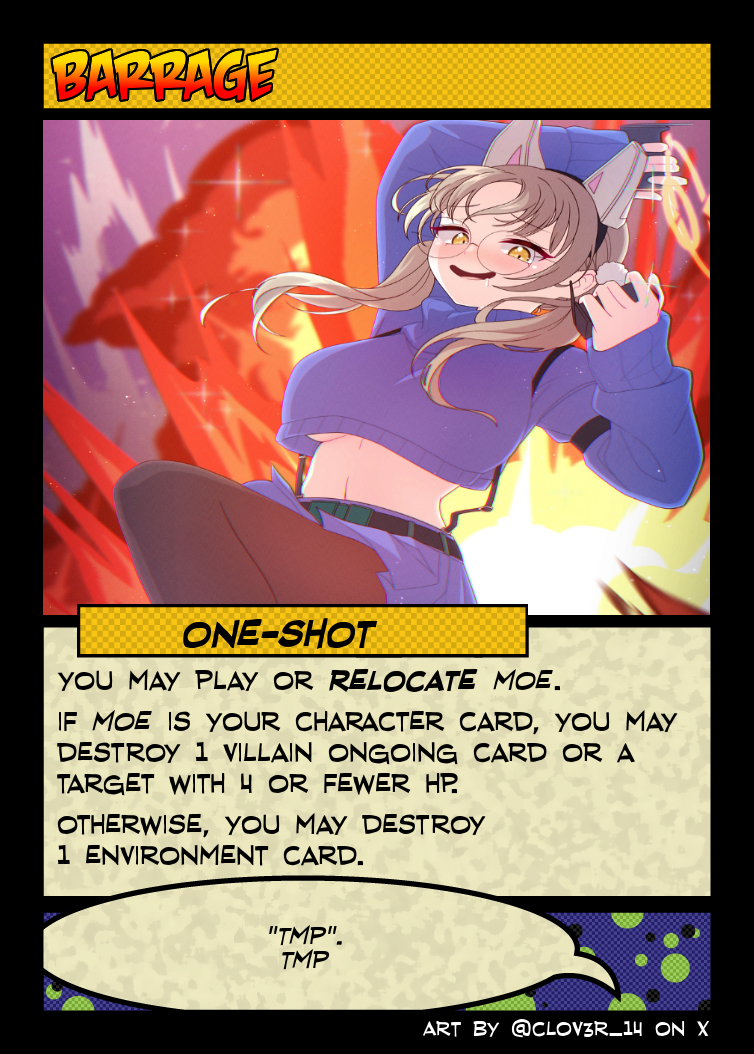 BARRAGE
ONE-SHOT
YOU MAY PLAY OR RELOCATE MOE.
IF MOE IS YOUR CHARACTER CARD, YOU MAY
DESTROY 1 VILLAIN ONGOING CARD OR A
TARGET WITH 4 OR FEWER HP.
OTHERWISE, YOU MAY DESTROY
1 ENVIRONMENT CARD.
"TMP".
TMP
ART BY @CLOV3R_14 ON X